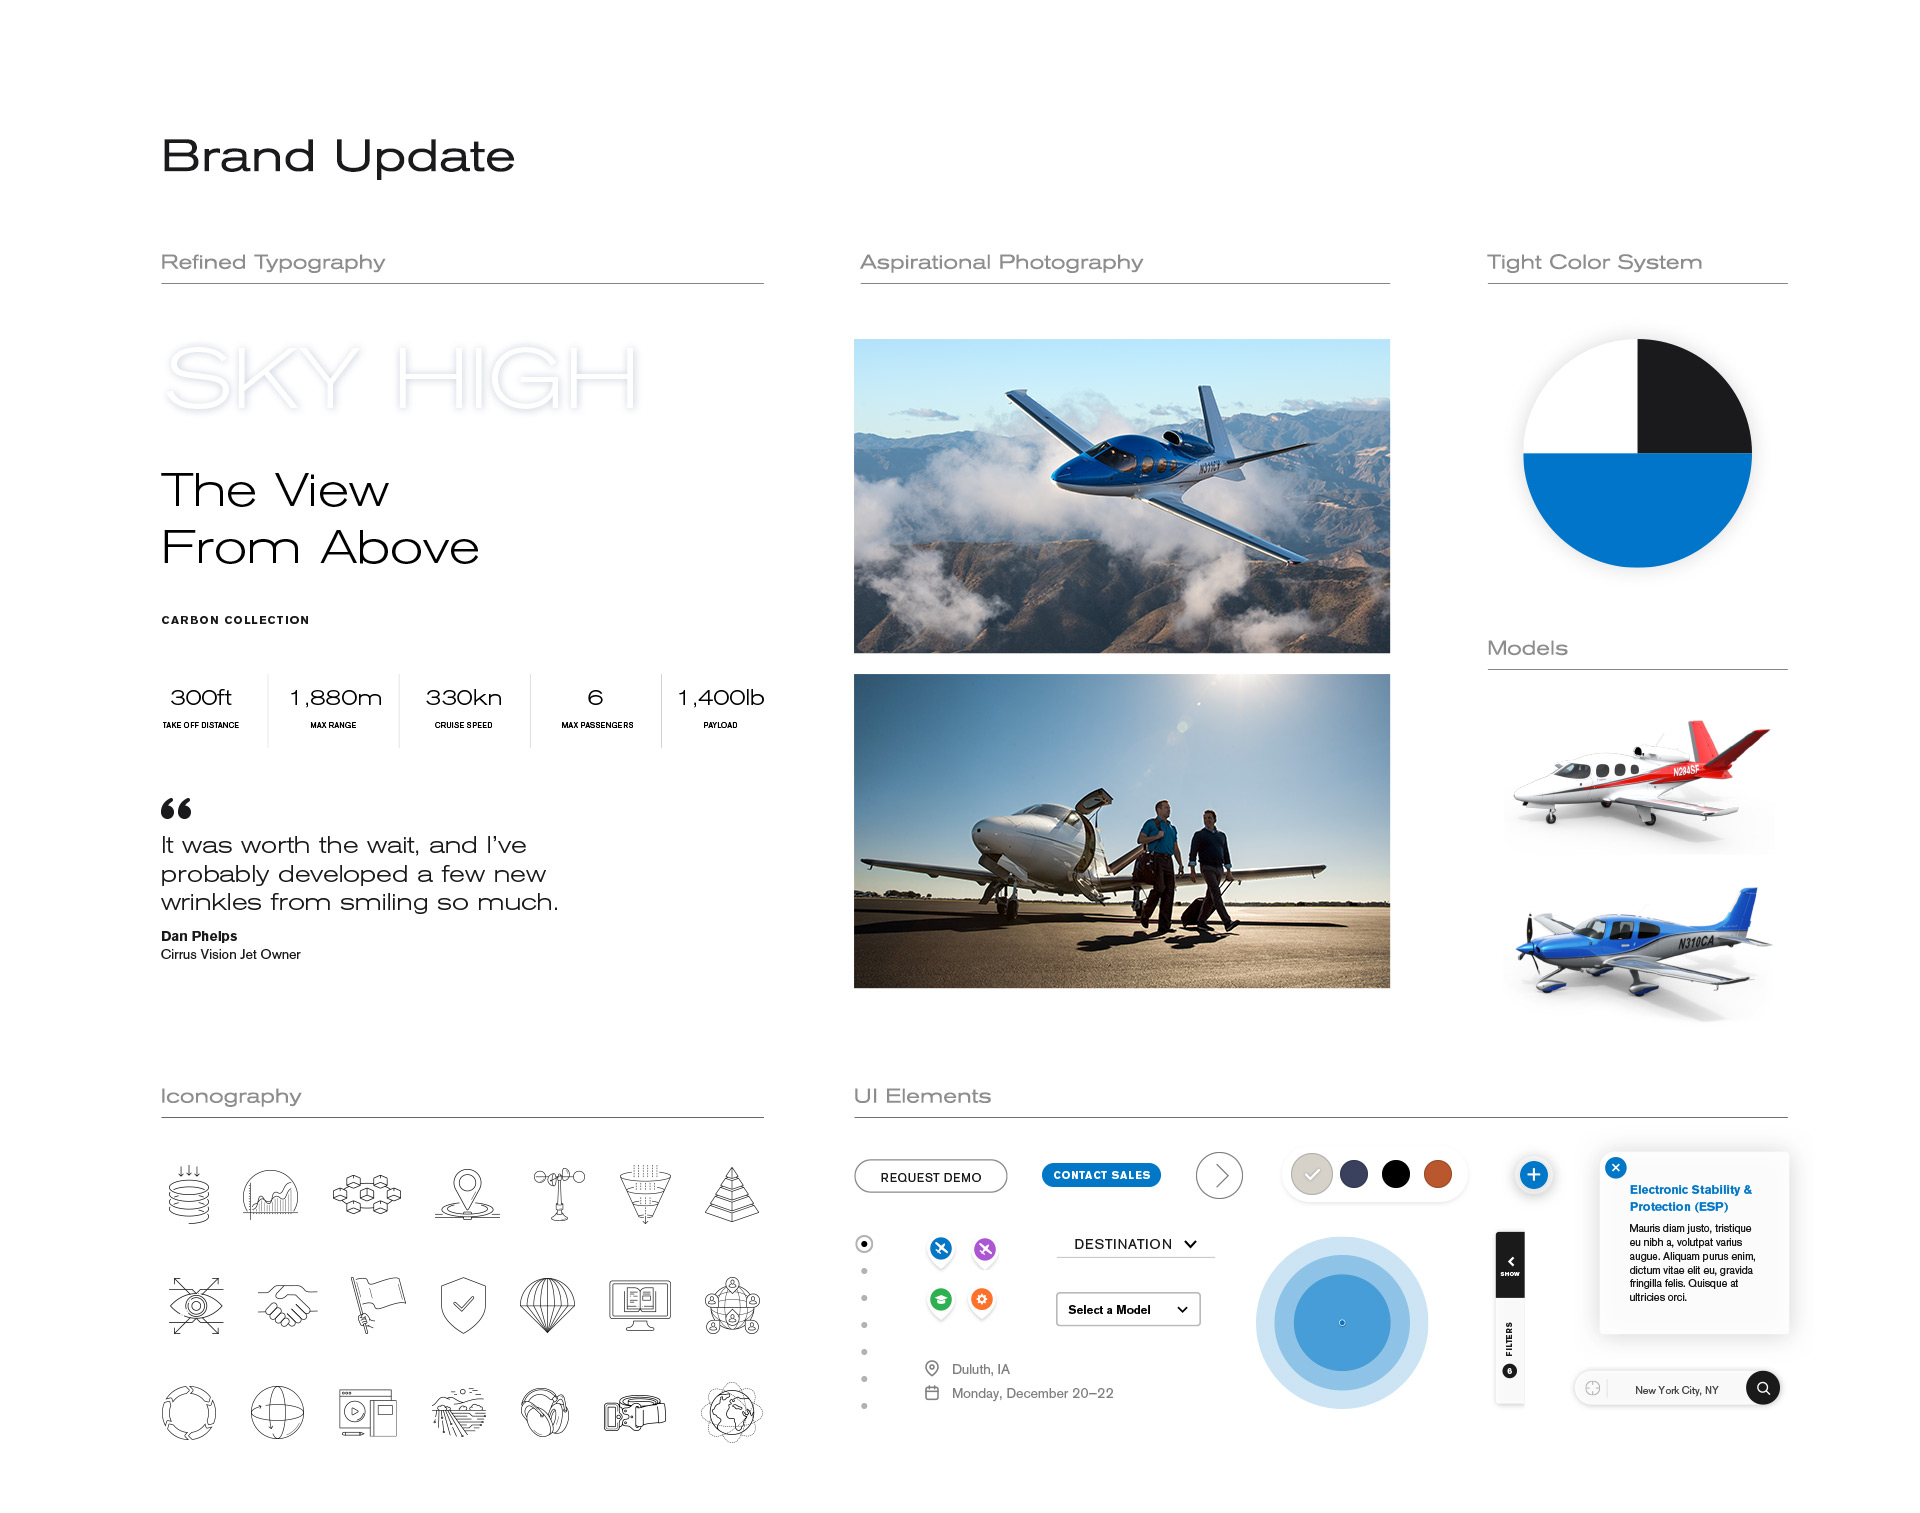 Brand Update
Refined Typography
SKY HIGH
The View
From Above
CARBON COLLECTION
300ft
1,880m
330kn
6
1,400lb
TAKE OFF DISTANCE
MAX RANGE
CRUISE SPEED
MAX PASSENGERS
PAYLOAD
“
It was worth the wait, and I’ve
probably developed a few new
wrinkles from smiling so much.
Dan Phelps
Cirrus Vision Jet Owner
Aspirational Photography
Tight Color System
Models
N284SF
N310CA
Iconography
UI Elements
REQUEST DEMO
CONTACT SALES
DESTINATION
Select a Model
Duluth, IA
Monday, December 20–22
SHOW
FILTERS
6
Electronic Stability &
Protection (ESP)
Mauris diam justo, tristique
eu nibh a, volutpat varius
augue. Aliquam purus enim,
dictum vitae elit eu, gravida
fringilla felis. Quisque at
ultricies orci.
New York City, NY